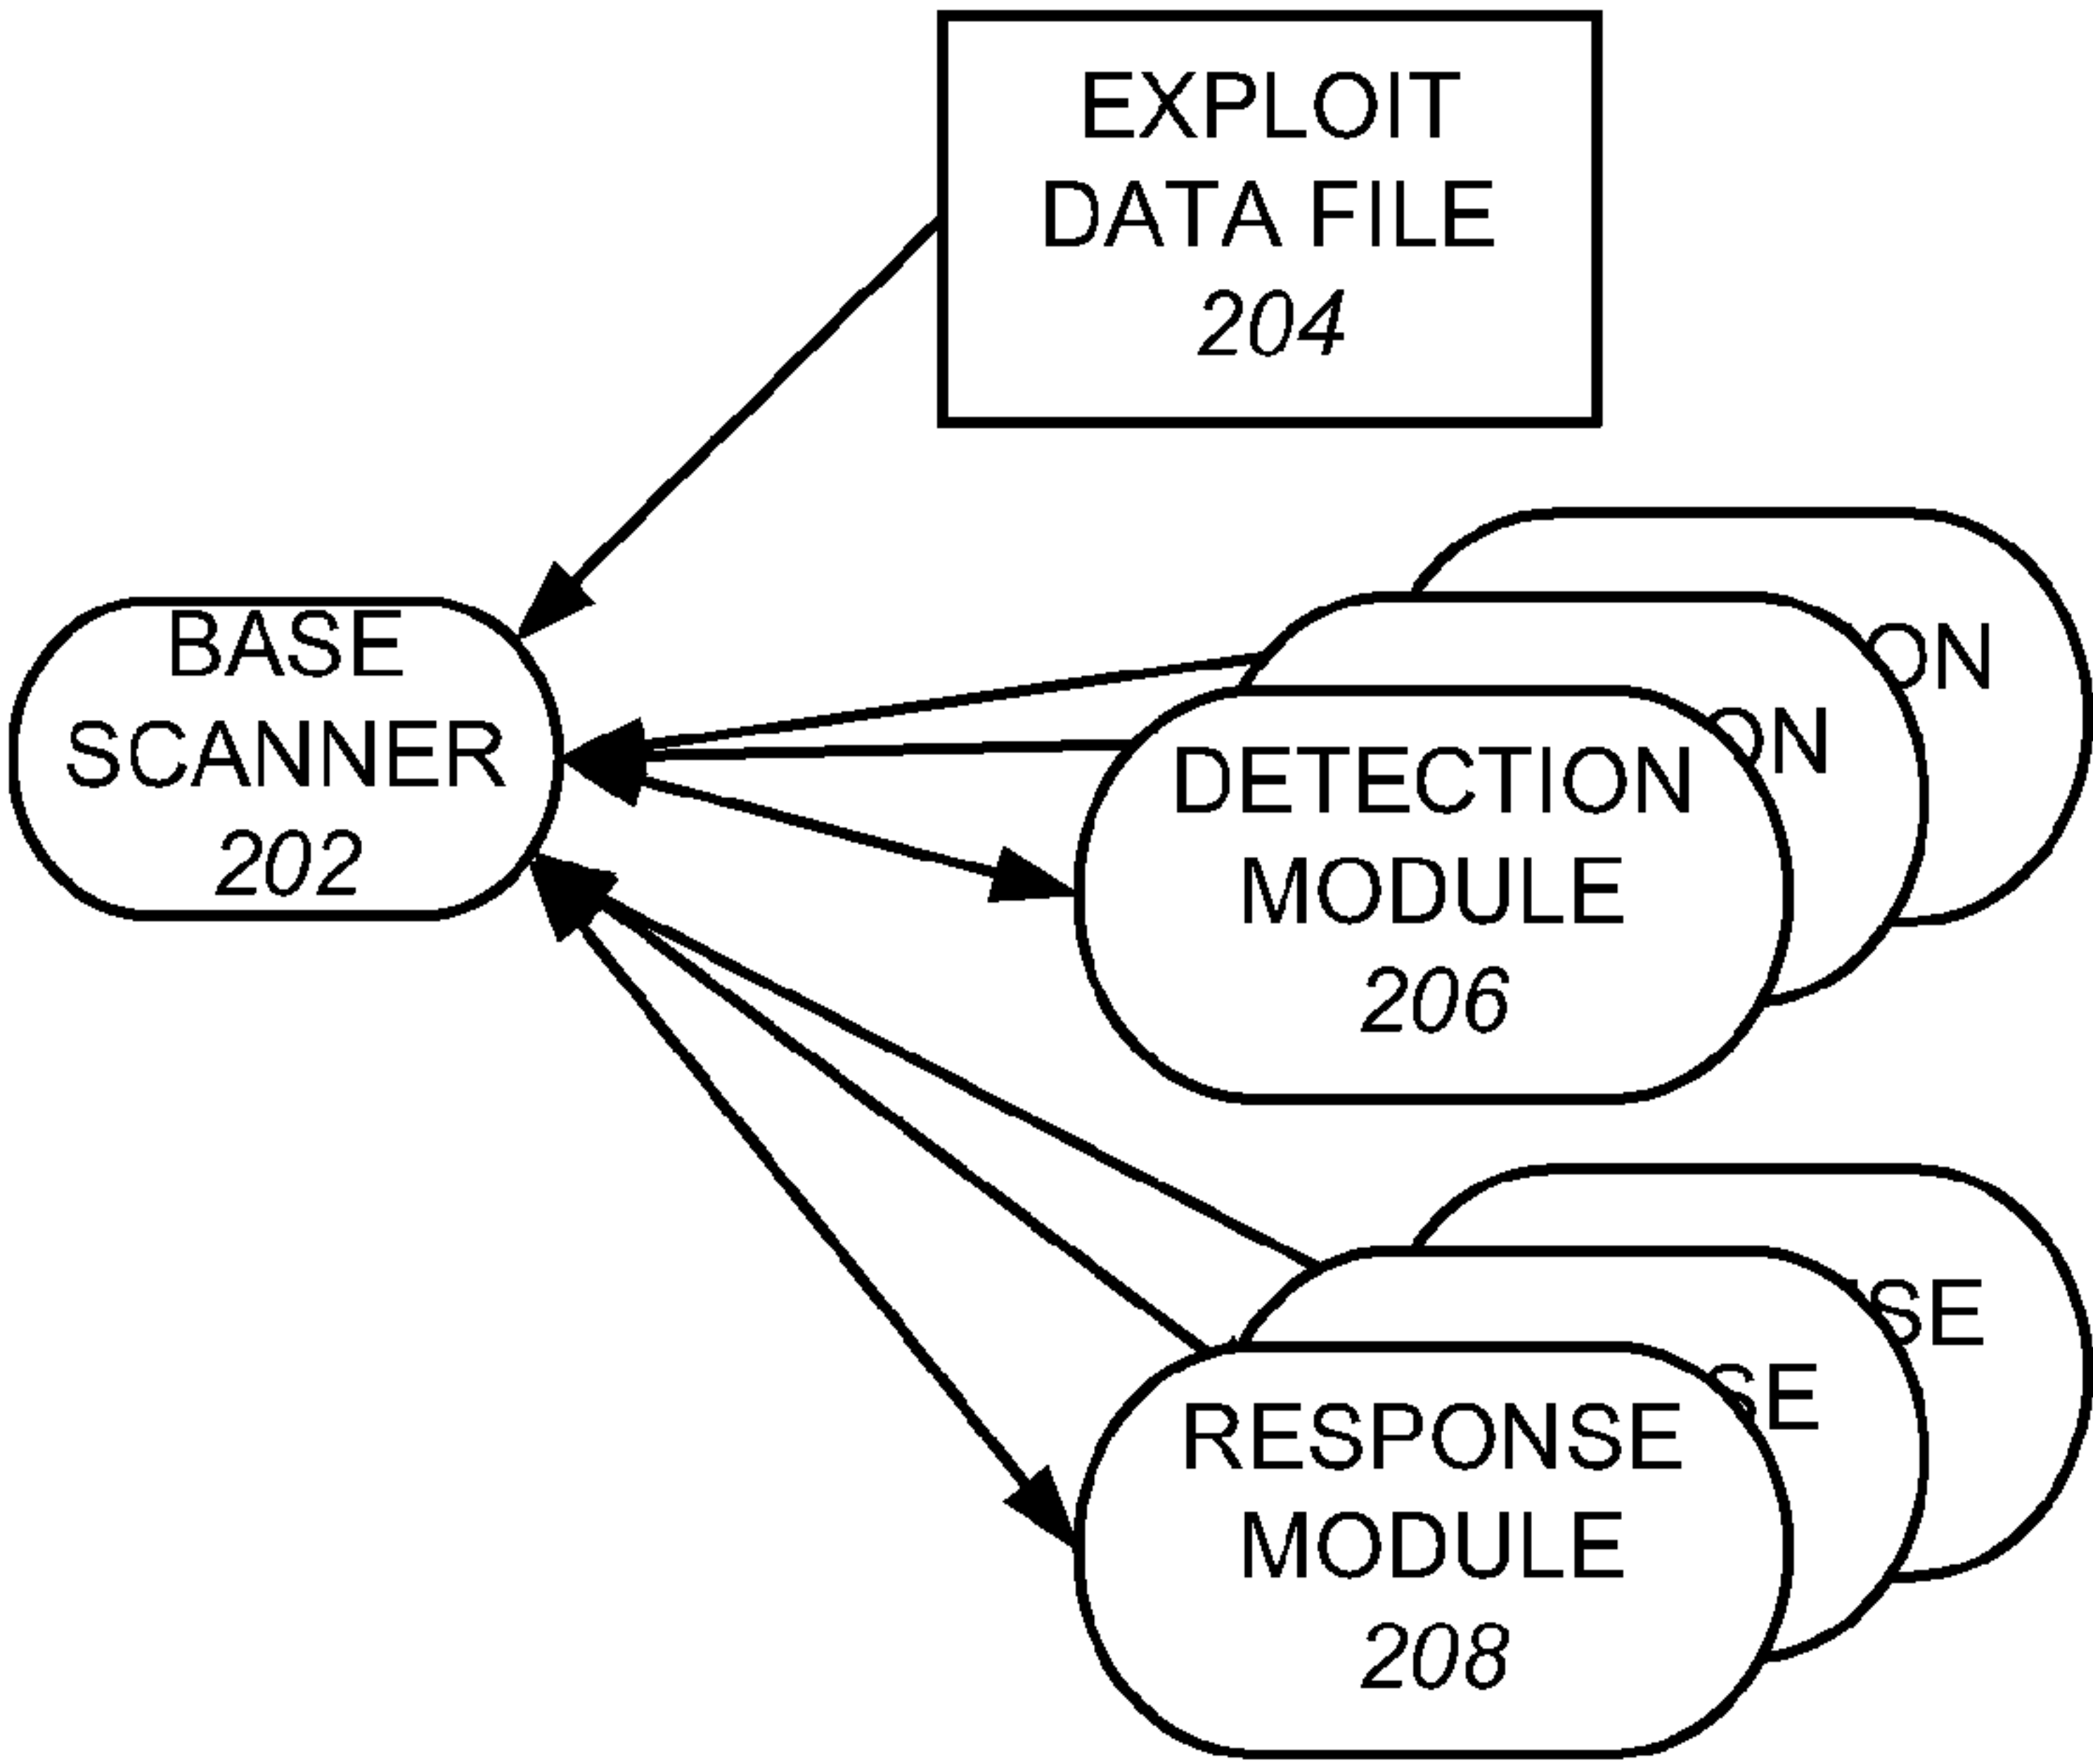 EXPLOIT
DATA FILE
204
BASE
SCANNER
202
ON
ON
DETECTION
MODULE
206
SE
SE
RESPONSE
MODULE
208